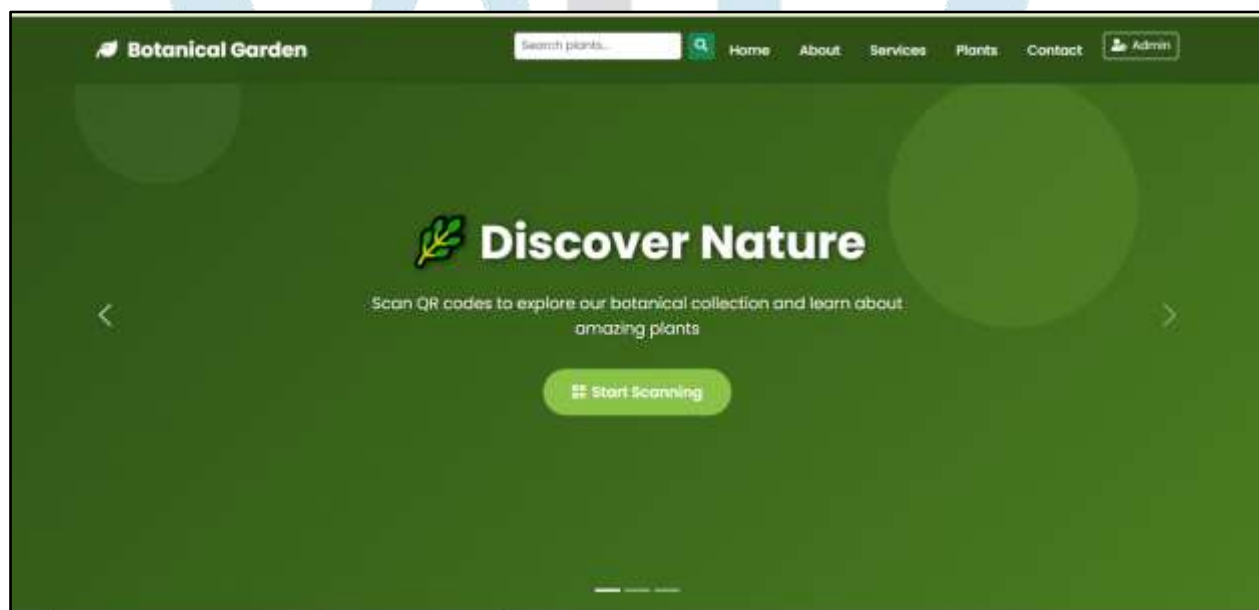 Botanical Garden
Search plants...
Home
About
Services
Plants
Contact
Admin
Discover Nature
Scan QR codes to explore our botanical collection and learn about
amazing plants
Start Scanning